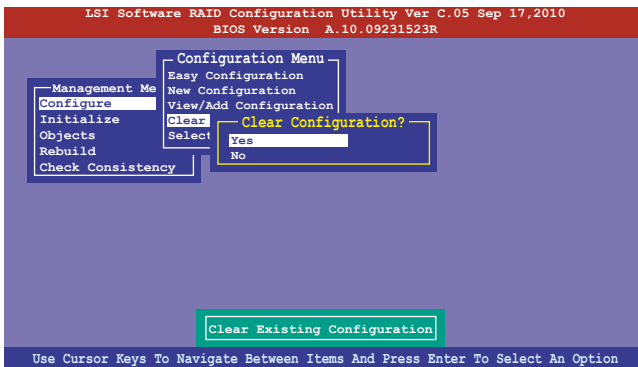 LSI Software RAID Configuration Utility Ver C.05 Sep 17,2010
BIOS Version A.10.09231523R
Configuration Menu
Easy Configuration
New Configuration
View/Add Configuration
Clear
Select
Management Me
Configure
Initialize
Objects
Rebuild
Check Consistency
Clear Configuration?
Yes
No
Clear Existing Configuration
Use Cursor Keys To Navigate Between Items And Press Enter To Select An Option